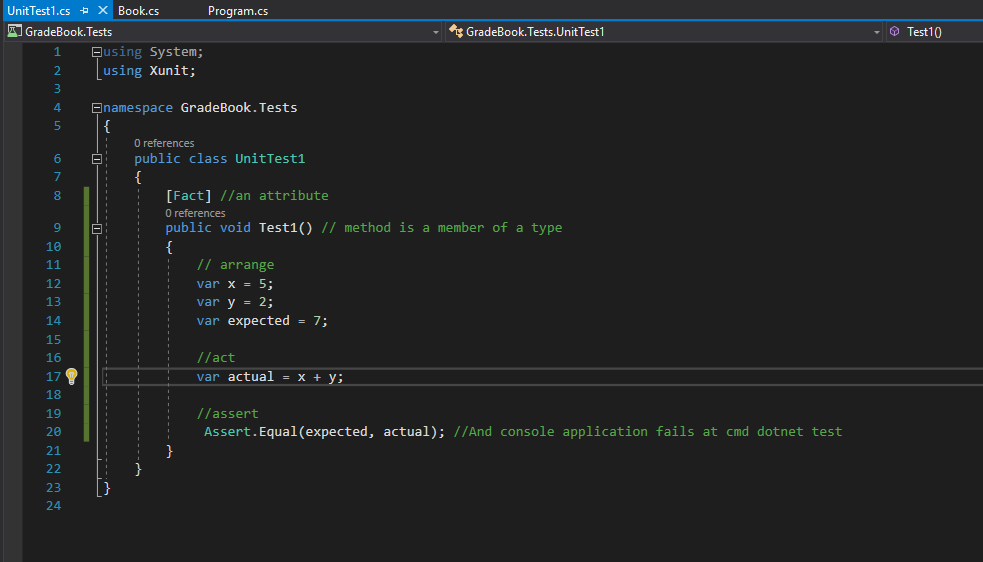 UnitTest1.cs Book.cs Program.cs
GradeBook.Tests GradeBook.Tests.UnitTest1 Test1()
1 using System;
2 using Xunit;
3
4 namespace GradeBook.Tests
5 {
0 references
6 public class UnitTest1
7 {
8 [Fact] //an attribute
0 references
9 public void Test1() // method is a member of a type
10 {
11 // arrange
12 var x = 5;
13 var y = 2;
14 var expected = 7;
15
16 //act
17 var actual = x + y;
18
19 //assert
20 Assert.Equal(expected, actual); //And console application fails at cmd dotnet test
21 }
22 }
23 }
24